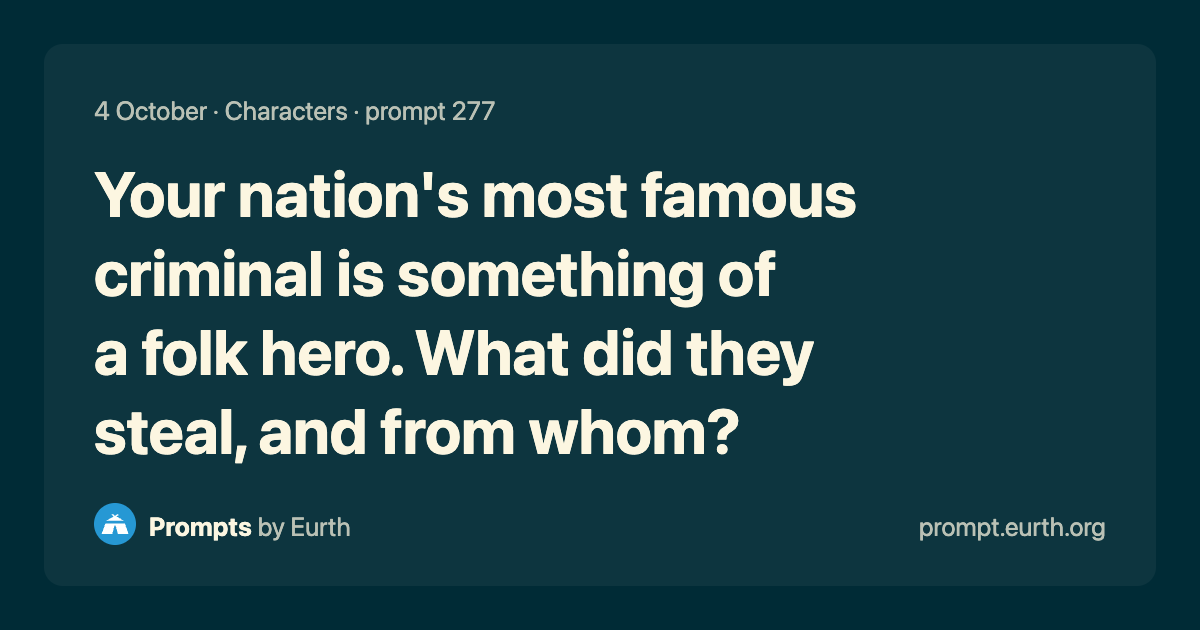 4 October · Characters · prompt 277
Your nation's most famous
criminal is something of
a folk hero. What did they
steal, and from whom?
Prompts by Eurth
prompt.eurth.org